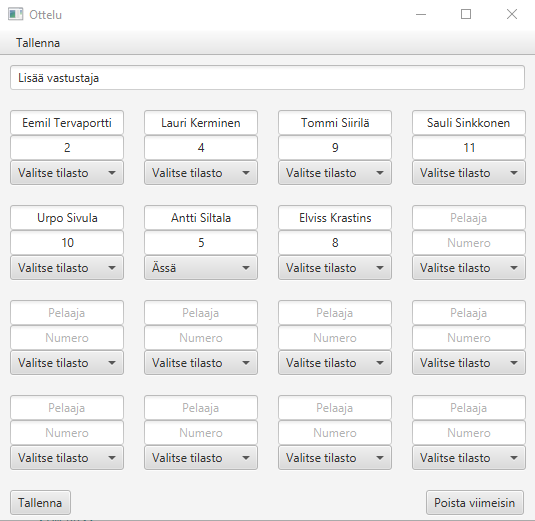 Ottelu
Tallenna
Lisää vastustaja
Eemil Tervaportti Lauri Kerminen Tommi Siirilä Sauli Sinkkonen
2 4 9 11
Valitse tilasto Valitse tilasto Valitse tilasto Valitse tilasto
Urpo Sivula Antti Siltala Elviss Krastins Pelaaja
10 5 8 Numero
Valitse tilasto Ässä Valitse tilasto Valitse tilasto
Pelaaja Pelaaja Pelaaja Pelaaja
Numero Numero Numero Numero
Valitse tilasto Valitse tilasto Valitse tilasto Valitse tilasto
Pelaaja Pelaaja Pelaaja Pelaaja
Numero Numero Numero Numero
Valitse tilasto Valitse tilasto Valitse tilasto Valitse tilasto
Tallenna Poista viimeisin